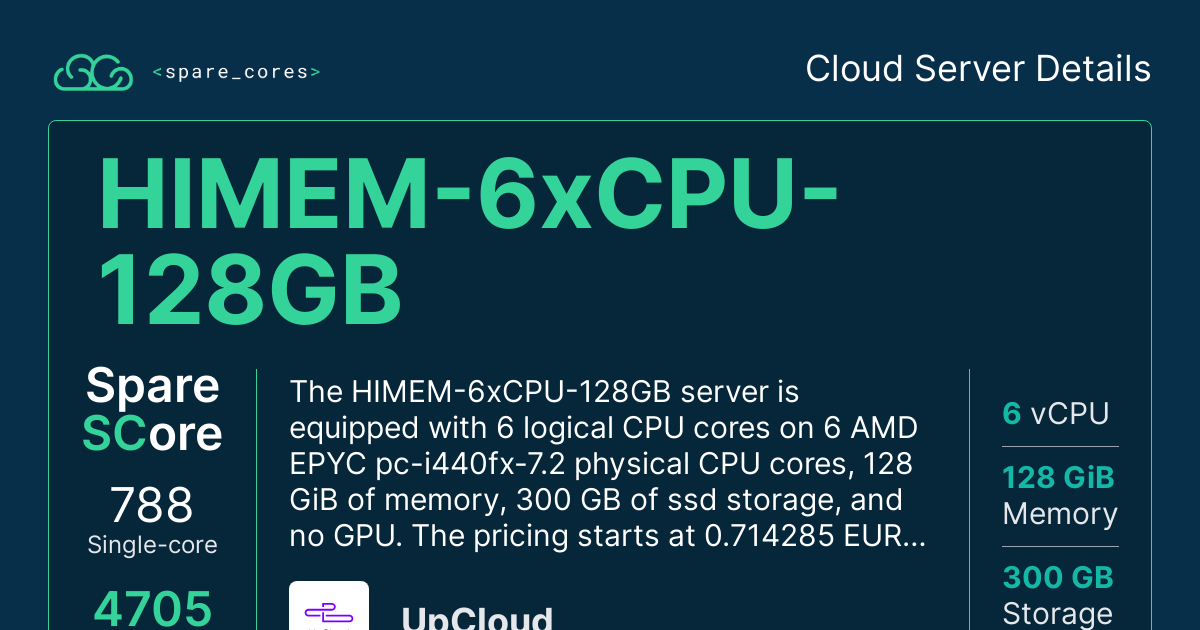 <spare_cores>
Cloud Server Details
HIMEM-6xCPU-
128GB
Spare
SCore
788
Single-core
4705
The HIMEM-6xCPU-128GB server is
equipped with 6 logical CPU cores on 6 AMD
EPYC pc-i440fx-7.2 physical CPU cores, 128
GiB of memory, 300 GB of ssd storage, and
no GPU. The pricing starts at 0.714285 EUR...
UpCloud
6 vCPU
128 GiB
Memory
300 GB
Storage